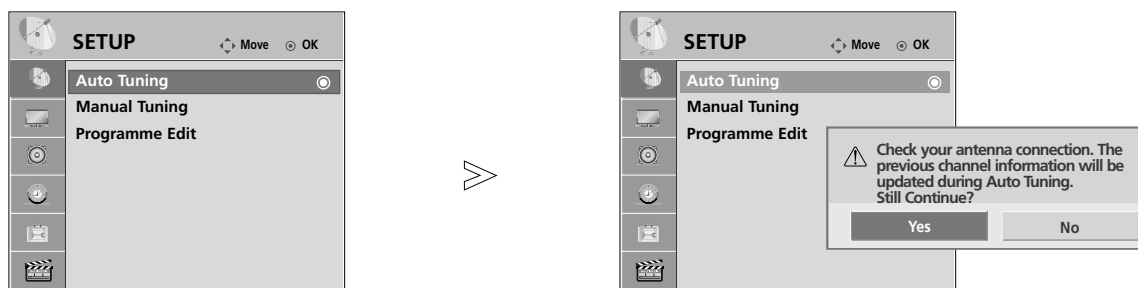 SETUP Move OK
Auto Tuning
Manual Tuning
Programme Edit
SETUP Move OK
Auto Tuning
Manual Tuning
Programme Edit
Check your antenna connection. The
previous channel information will be
updated during Auto Tuning.
Still Continue?
Yes No